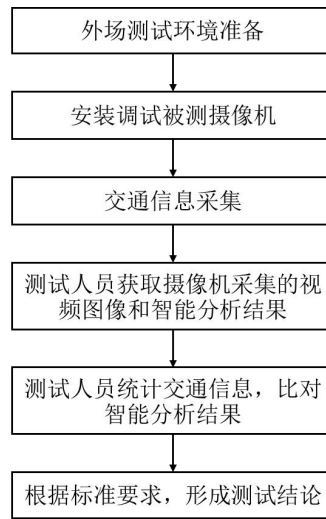 外场测试环境准备
安装调试被测摄像机
交通信息采集
测试人员获取摄像机采集的视
频图像和智能分析结果
测试人员统计交通信息，比对
智能分析结果
根据标准要求，形成测试结论